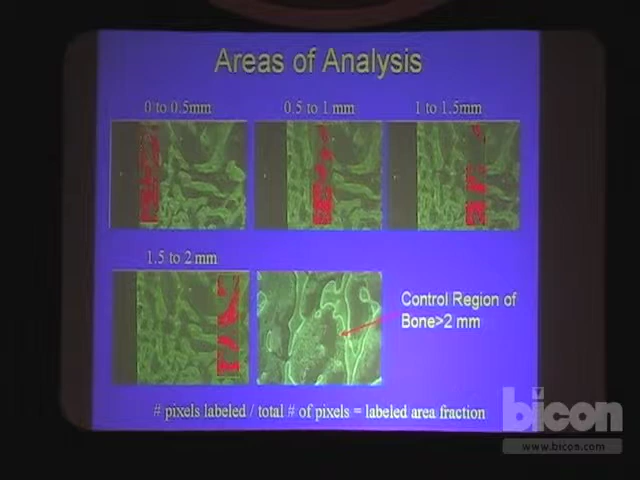 Areas of Analysis
0 to 0.5mm
0.5 to 1 mm
1 to 1.5mm
1.5 to 2 mm
Control Region of
Bone>2 mm
# pixels labeled / total # of pixels = labeled area fraction
bicon
www.bicon.com